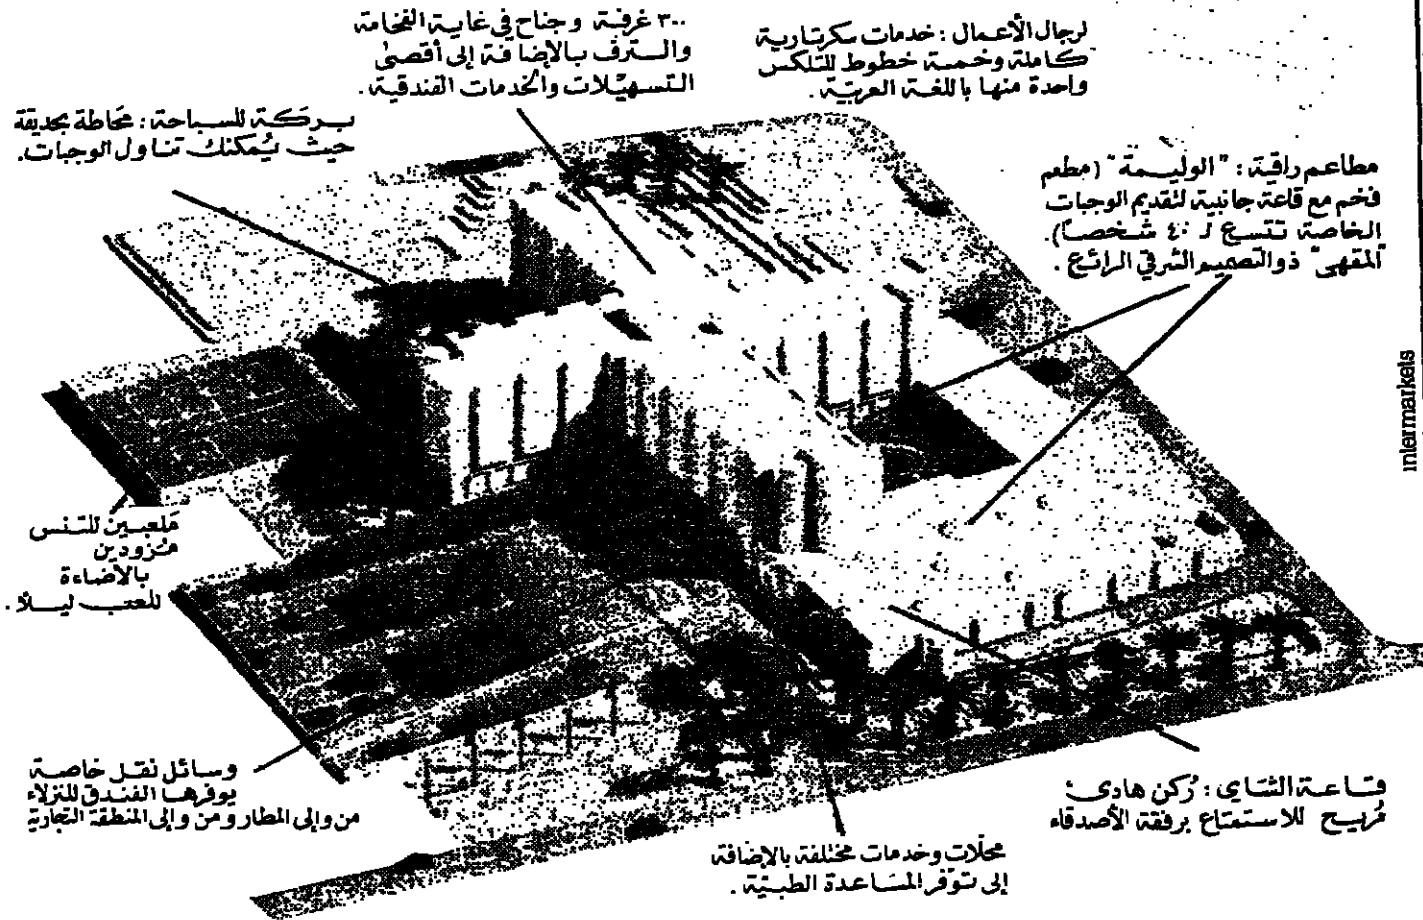 لرجال الأعمال : خدمات سكرتارية
كاملة وخمسة خطوط للتلكس
واحدة منها باللغة العربية .
٣٠٠ غرفة وجناح في غاية الفخامة
والترف بالإضافة إلى أقصى
التسهيلات والخدمات الفندقية .
بركة للسباحة : محاطة بحديقة
حيث يمكنك تناول الوجبات.
مطاعم راقية : "الوليمة" (مطعم
فخم مع قاعة جانبية لتقديم الوجبات
الخاصة تتسع لـ ٤٠ شخصاً).
"المقهى" ذو التصميم الشرقي الرائع .
intermarkets
ملعبين للتنس
مزودين
بالاضاءة
للعب ليلاً .
وسائل نقل خاصة
يوفرها الفندق للنزلاء
من وإلى المطار ومن وإلى المنطقة التجارية
قاعة الشاي : ركن هادئ
مريح للاستمتاع برفقة الأصدقاء
محلات وخدمات مختلفة بالإضافة
إلى توفر المساعدة الطبية .